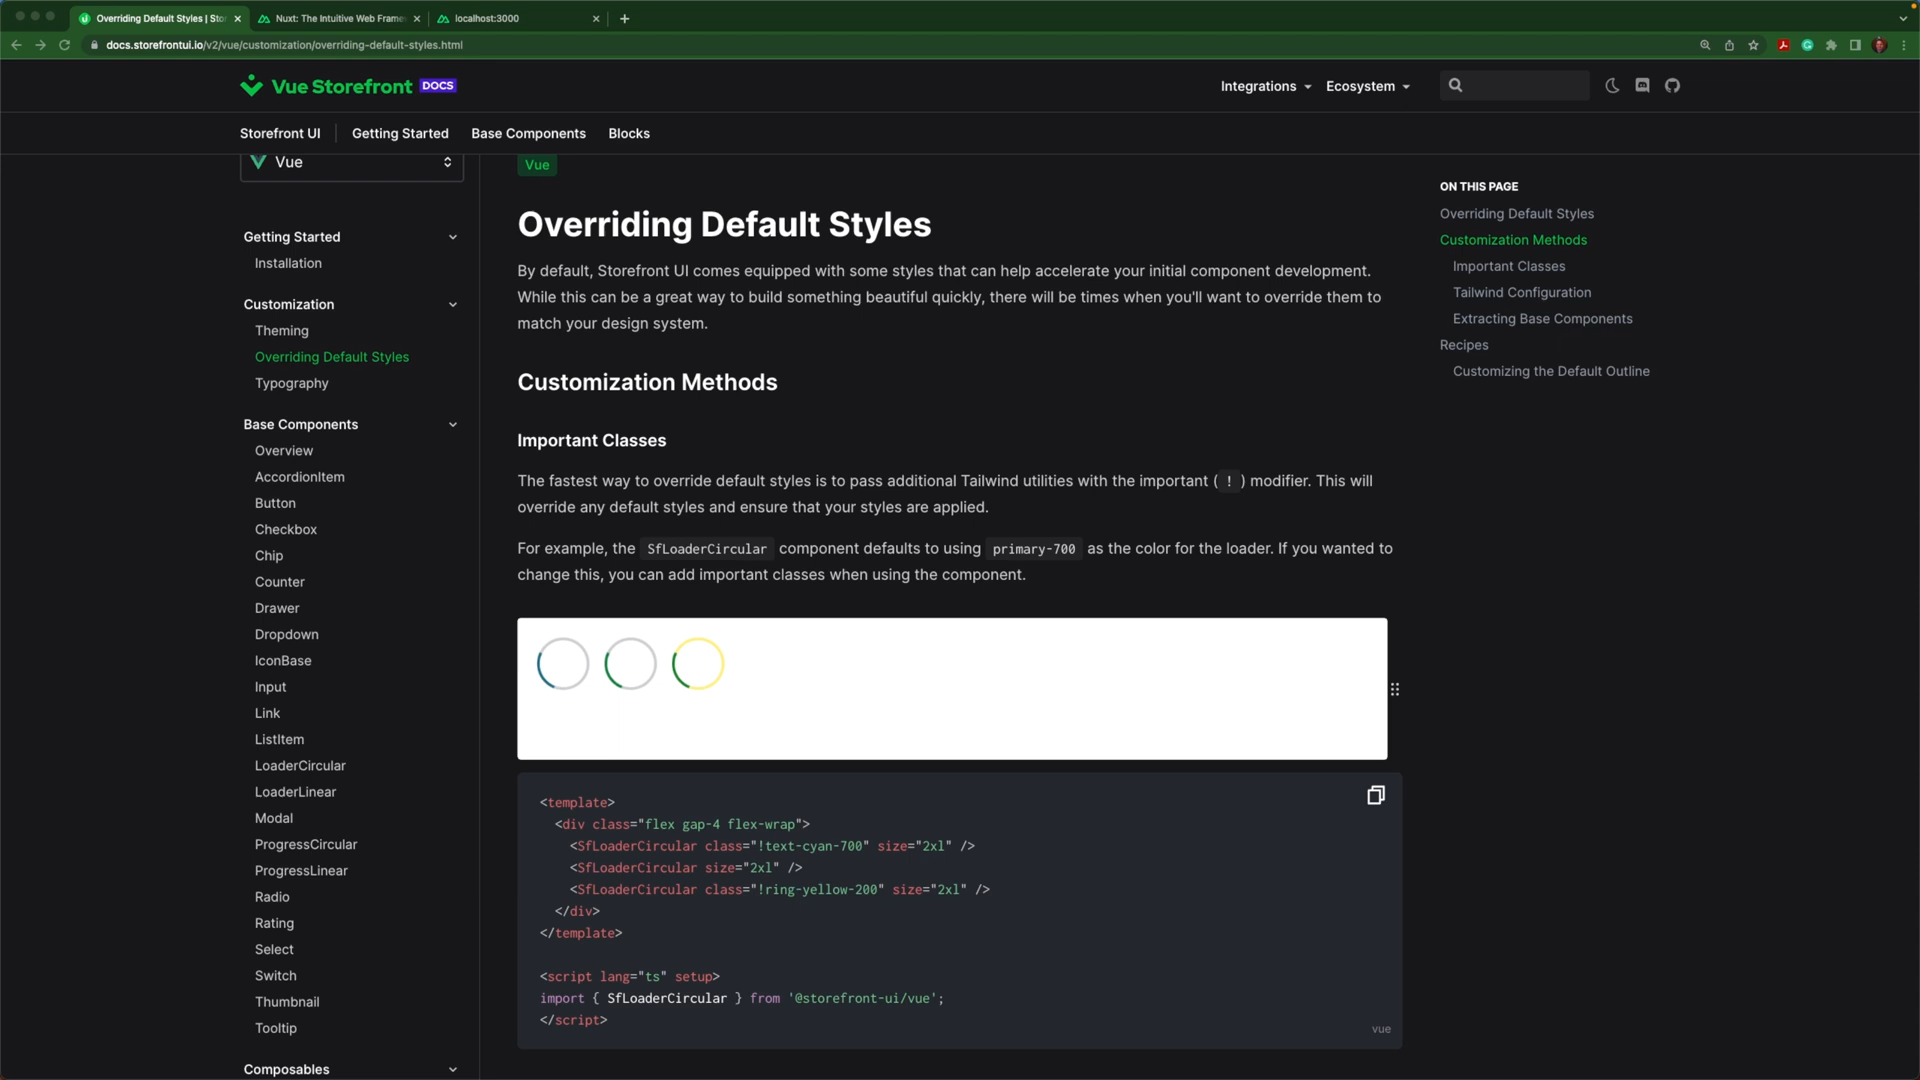 Overriding Default Styles | Stor
Nuxt: The Intuitive Web Frame
localhost:3000
docs.storefrontui.io/v2/vue/customization/overriding-default-styles.html
Vue Storefront DOCS
Integrations
Ecosystem
Storefront UI
Getting Started
Base Components
Blocks
Vue
Getting Started
Installation
Customization
Theming
Overriding Default Styles
Typography
Base Components
Overview
AccordionItem
Button
Checkbox
Chip
Counter
Drawer
Dropdown
IconBase
Input
Link
ListItem
LoaderCircular
LoaderLinear
Modal
ProgressCircular
ProgressLinear
Radio
Rating
Select
Switch
Thumbnail
Tooltip
Composables
Vue
Overriding Default Styles
By default, Storefront UI comes equipped with some styles that can help accelerate your initial component development.
While this can be a great way to build something beautiful quickly, there will be times when you'll want to override them to
match your design system.
Customization Methods
Important Classes
The fastest way to override default styles is to pass additional Tailwind utilities with the important ( ! ) modifier. This will
override any default styles and ensure that your styles are applied.
For example, the SfLoaderCircular component defaults to using primary-700 as the color for the loader. If you wanted to
change this, you can add important classes when using the component.
<template>
<div class="flex gap-4 flex-wrap">
<SfLoaderCircular class="!text-cyan-700" size="2xl" />
<SfLoaderCircular size="2xl" />
<SfLoaderCircular class="!ring-yellow-200" size="2xl" />
</div>
</template>
<script lang="ts" setup>
import { SfLoaderCircular } from '@storefront-ui/vue';
</script>
vue
ON THIS PAGE
Overriding Default Styles
Customization Methods
Important Classes
Tailwind Configuration
Extracting Base Components
Recipes
Customizing the Default Outline